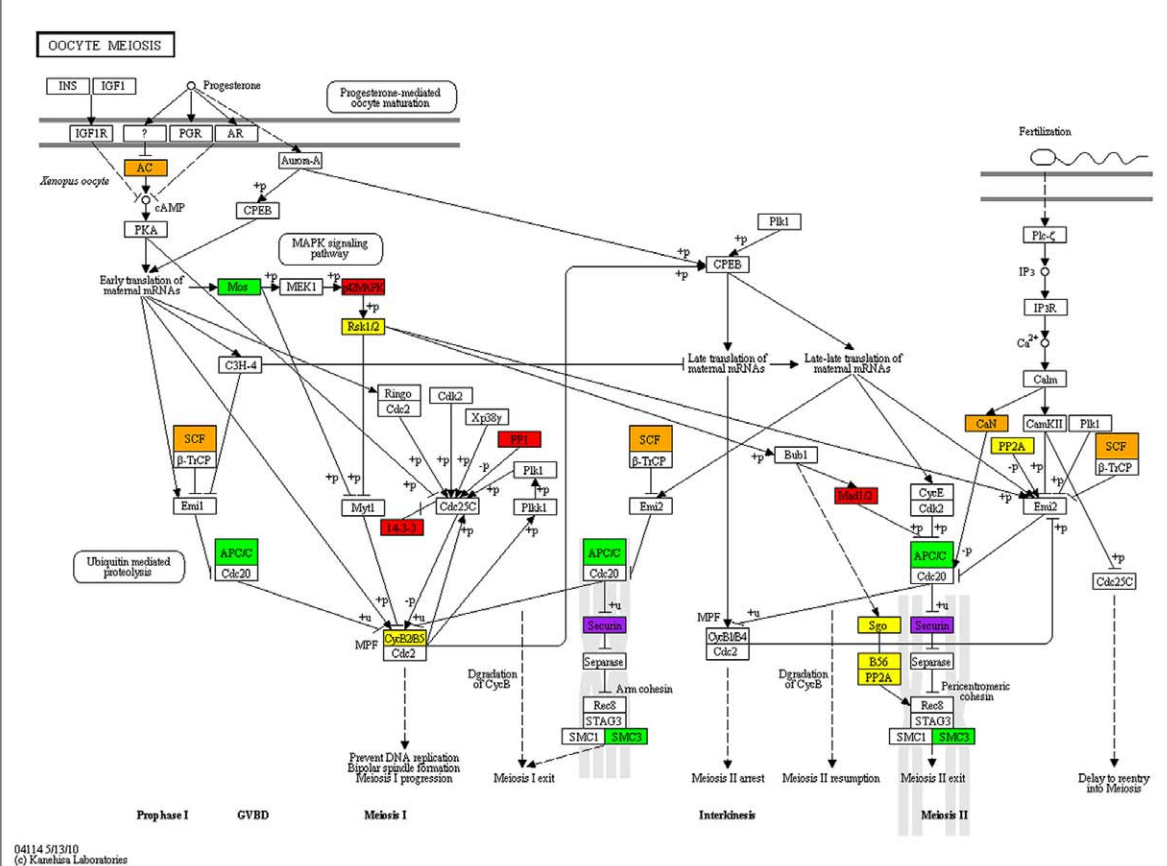 OOCYTE MEIOSIS
INS
IGF1
Progesterone
Progesterone-mediated
oocyte maturation
IGF1R
?
PGR
AR
Fertilization
AC
Aurora-A
Xenopus oocyte
cAMP
+p
CPEB
PKA
Plk1
+p
Plc-ζ
MAPK signaling
pathway
+p
+p
CPEB
IP3
Early translation of
maternal mRNAs
Mos
+p
MEK1
+p
p42MAPK
IP3R
+p
Rsk1/2
Ca2+
C3H-4
Late translation of
maternal mRNAs
Late-late translation of
maternal mRNAs
Calm
Ringo
Cdc2
Cdk2
Xp38γ
CaN
CamKII
Plk1
SCF
β-TrCP
PP1
SCF
β-TrCP
PP2A
SCF
β-TrCP
+p
+p
+p
+p
-p
+p
Bub1
-p
+p
+p
+p
+p
Plk1
+p
+p
Mad1/2
CycE
Cdk2
+p
Emi1
Myt1
Cdc25C
Plkk1
Emi2
Emi2
14-3-3
+p
+p
+p
+p
+p
Ubiquitin mediated
proteolysis
APC/C
Cdc20
APC/C
Cdc20
APC/C
Cdc20
-p
+p
Cdc25C
+p
-p
+u
+u
+u
+u
+u
MPF
CycB2/B5
Cdc2
Securin
MPF
CycB1/B4
Cdc2
Sgo
Securin
Separase
B56
PP2A
Separase
Dgradation
of CycB
Arm cohesin
Dgradation
of CycB
Pericentromeric
cohesin
Rec8
STAG3
SMC1
SMC3
Rec8
STAG3
SMC1
SMC3
Prevent DNA replication
Bipolar spindle formation
Meiosis I progression
Meiosis I exit
Meiosis II arrest
Meiosis II resumption
Meiosis II exit
Delay to reentry
into Meiosis
Prophase I
GVBD
Meiosis I
Interkinesis
Meiosis II
04114 5/13/10
(c) Kanehisa Laboratories